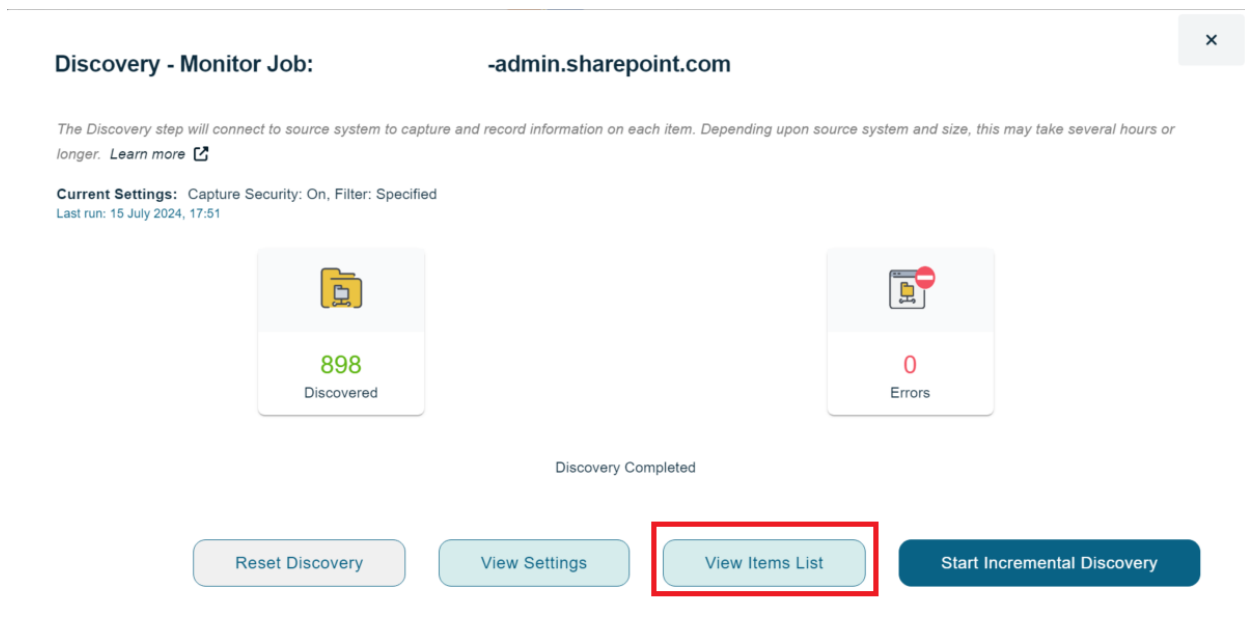 ×
Discovery - Monitor Job: -admin.sharepoint.com
The Discovery step will connect to source system to capture and record information on each item. Depending upon source system and size, this may take several hours or
longer. Learn more
Current Settings: Capture Security: On, Filter: Specified
Last run: 15 July 2024, 17:51
898
Discovered
0
Errors
Discovery Completed
Reset Discovery
View Settings
View Items List
Start Incremental Discovery